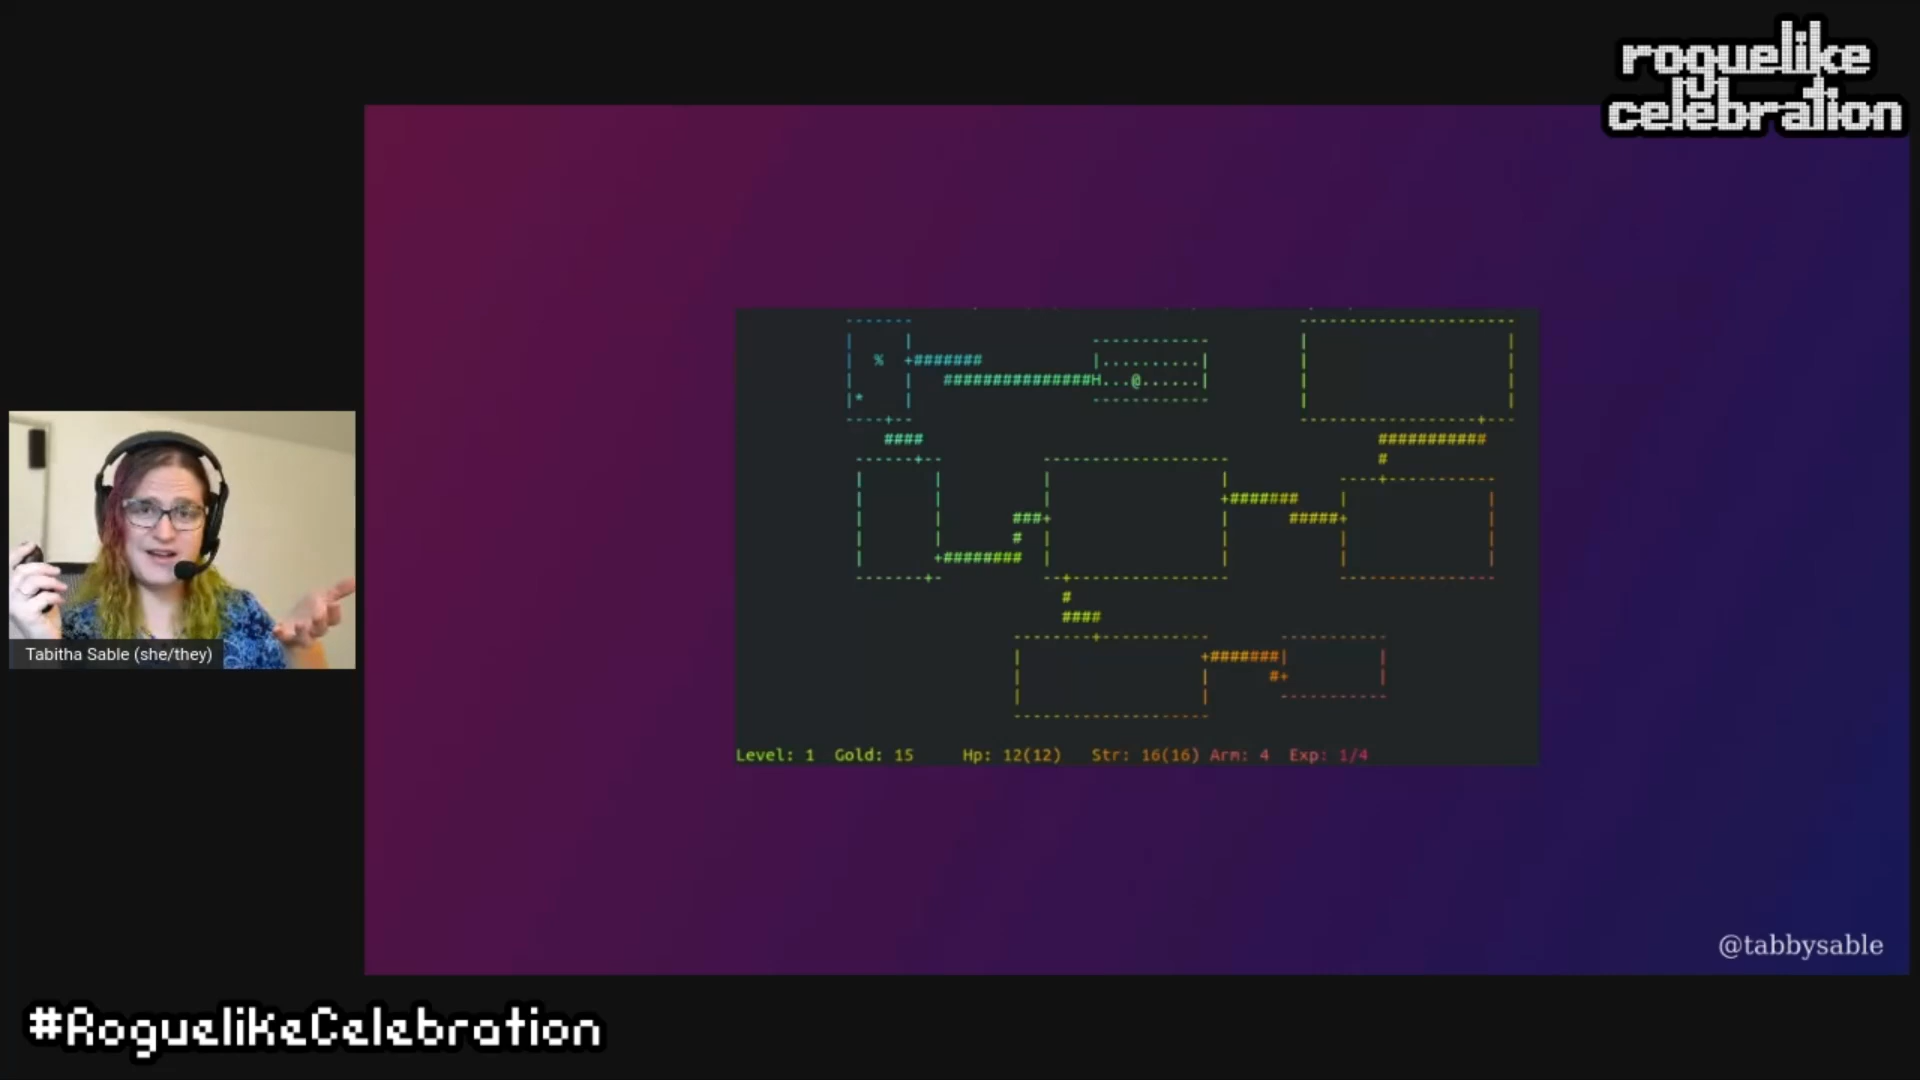 roguelike
celebration
- - - - - - -
% +#######
|..........|
###############H...@......|
|*
####
###########
#
+#######
###+
#####+
#
+########
#
####
+#######|
#+
Level: 1 Gold: 15 Hp: 12(12) Str: 16(16) Arm: 4 Exp: 1/4
Tabitha Sable (she/they)
@tabbysable
#RoguelikeCelebration